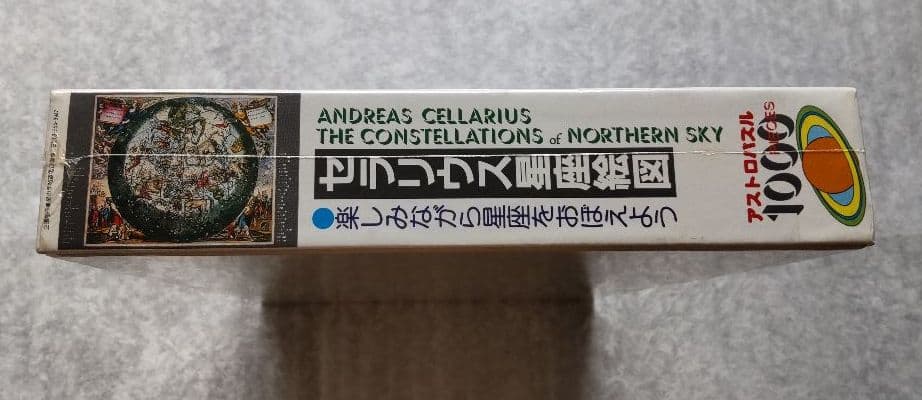 ANDREAS CELLARIUS
THE CONSTELLATIONS of NORTHERN SKY
セラリウス星座絵図
●楽しみながら星座をおぼえよう
アストロパズル
1000
PIECES